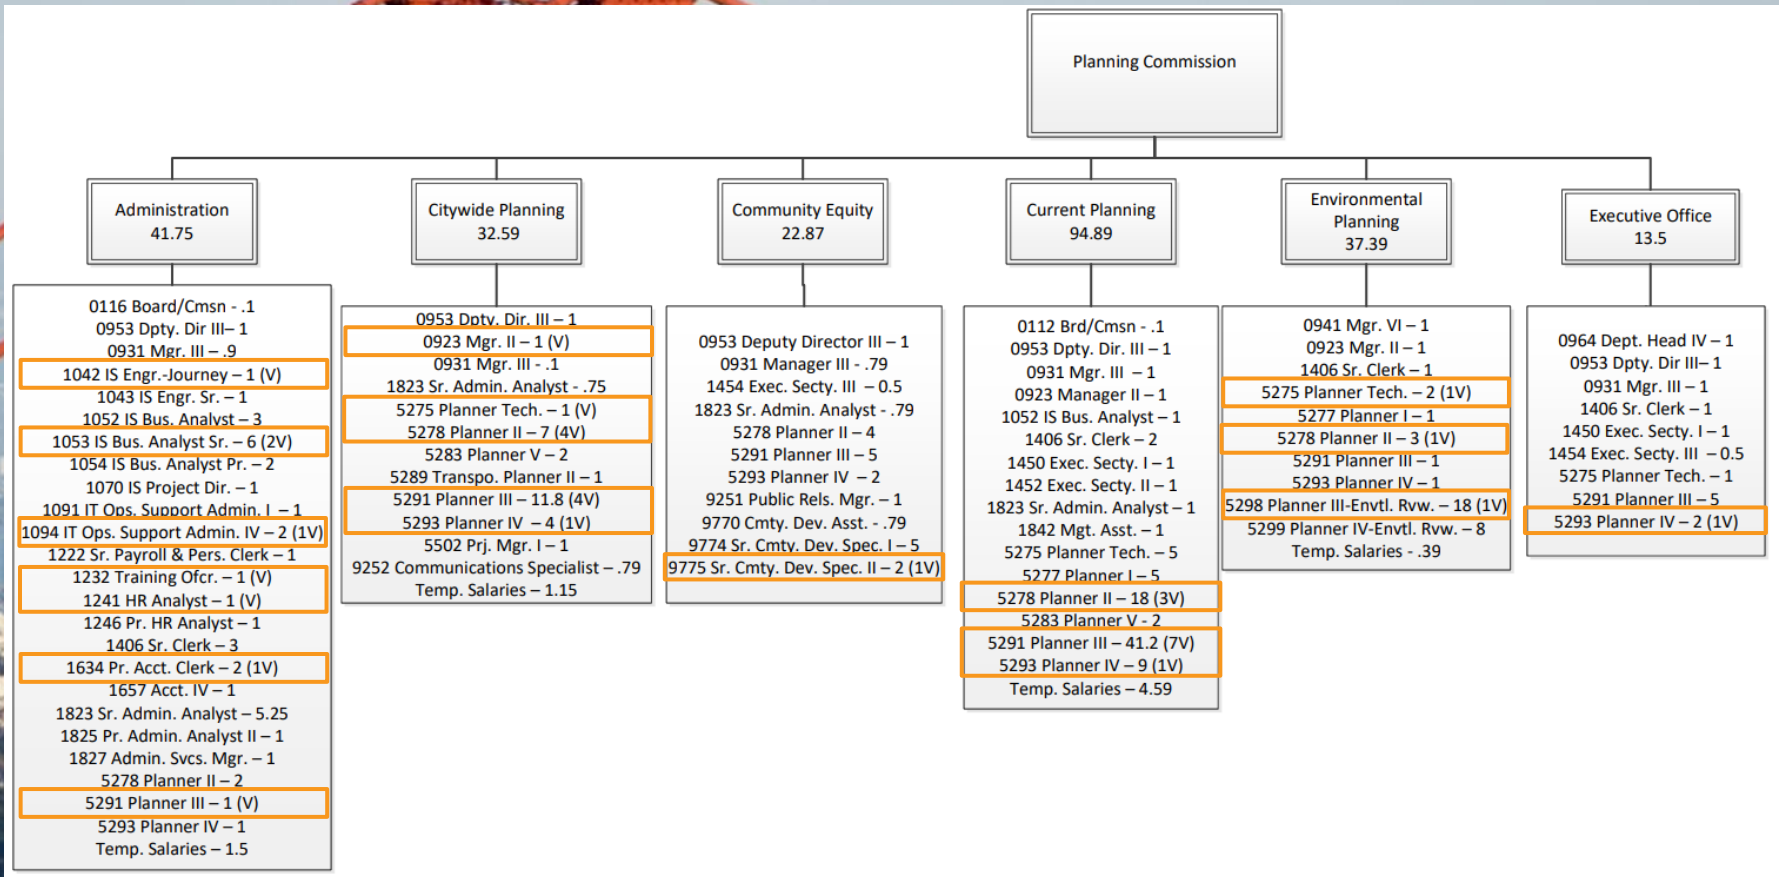 Planning Commission
Administration
41.75
0116 Board/Cmsn - .1
0953 Dpty. Dir III– 1
0931 Mgr. III – .9
1042 IS Engr.-Journey – 1 (V)
1043 IS Engr. Sr. – 1
1052 IS Bus. Analyst – 3
1053 IS Bus. Analyst Sr. – 6 (2V)
1054 IS Bus. Analyst Pr. – 2
1070 IS Project Dir. – 1
1091 IT Ops. Support Admin. I – 1
1094 IT Ops. Support Admin. IV – 2 (1V)
1222 Sr. Payroll & Pers. Clerk – 1
1232 Training Ofcr. – 1 (V)
1241 HR Analyst – 1 (V)
1246 Pr. HR Analyst – 1
1406 Sr. Clerk – 3
1634 Pr. Acct. Clerk – 2 (1V)
1657 Acct. IV – 1
1823 Sr. Admin. Analyst – 5.25
1825 Pr. Admin. Analyst II – 1
1827 Admin. Svcs. Mgr. – 1
5278 Planner II – 2
5291 Planner III – 1 (V)
5293 Planner IV – 1
Temp. Salaries – 1.5
Citywide Planning
32.59
0953 Dpty. Dir. III – 1
0923 Mgr. II – 1 (V)
0931 Mgr. III - .1
1823 Sr. Admin. Analyst - .75
5275 Planner Tech. – 1 (V)
5278 Planner II – 7 (4V)
5283 Planner V – 2
5289 Transpo. Planner II – 1
5291 Planner III – 11.8 (4V)
5293 Planner IV – 4 (1V)
5502 Prj. Mgr. I – 1
9252 Communications Specialist – .79
Temp. Salaries – 1.15
Community Equity
22.87
0953 Deputy Director III – 1
0931 Manager III - .79
1454 Exec. Secty. III – 0.5
1823 Sr. Admin. Analyst - .79
5278 Planner II – 4
5291 Planner III – 5
5293 Planner IV – 2
9251 Public Rels. Mgr. – 1
9770 Cmty. Dev. Asst. - .79
9774 Sr. Cmty. Dev. Spec. I – 5
9775 Sr. Cmty. Dev. Spec. II – 2 (1V)
Current Planning
94.89
0112 Brd/Cmsn - .1
0953 Dpty. Dir. III – 1
0931 Mgr. III – 1
0923 Manager II – 1
1052 IS Bus. Analyst – 1
1406 Sr. Clerk – 2
1450 Exec. Secty. I – 1
1452 Exec. Secty. II – 1
1823 Sr. Admin. Analyst – 1
1842 Mgt. Asst. – 1
5275 Planner Tech. – 5
5277 Planner I – 5
5278 Planner II – 18 (3V)
5283 Planner V - 2
5291 Planner III – 41.2 (7V)
5293 Planner IV – 9 (1V)
Temp. Salaries – 4.59
Environmental
Planning
37.39
0941 Mgr. VI – 1
0923 Mgr. II – 1
1406 Sr. Clerk – 1
5275 Planner Tech. – 2 (1V)
5277 Planner I – 1
5278 Planner II – 3 (1V)
5291 Planner III – 1
5293 Planner IV – 1
5298 Planner III-Envtl. Rvw. – 18 (1V)
5299 Planner IV-Envtl. Rvw. – 8
Temp. Salaries - .39
Executive Office
13.5
0964 Dept. Head IV – 1
0953 Dpty. Dir III– 1
0931 Mgr. III – 1
1406 Sr. Clerk – 1
1450 Exec. Secty. I – 1
1454 Exec. Secty. III – 0.5
5275 Planner Tech. – 1
5291 Planner III – 5
5293 Planner IV – 2 (1V)